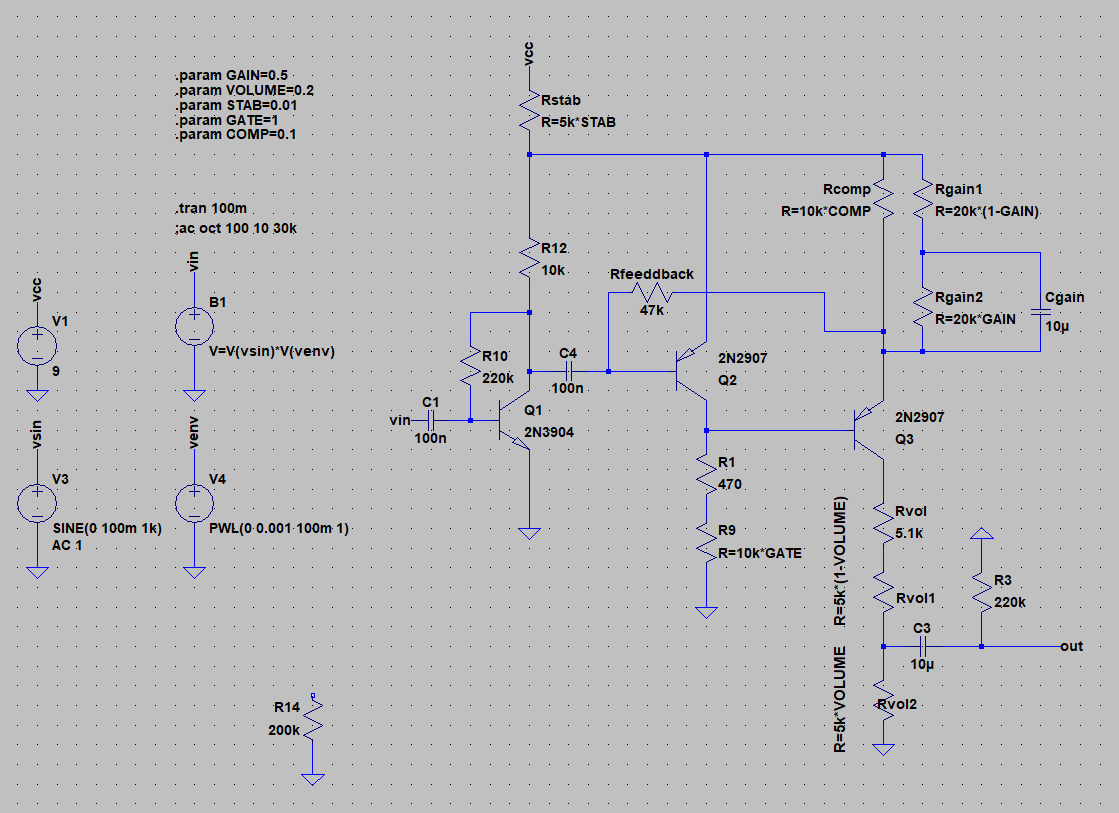 vcc
.param GAIN=0.5
.param VOLUME=0.2
.param STAB=0.01
.param GATE=1
.param COMP=0.1
Rstab
R=5k*STAB
Rcomp
R=10k*COMP
Rgain1
R=20k*(1-GAIN)
.tran 100m
;ac oct 100 10 30k
R12
10k
vin
Rfeeddback
47k
vcc
B1
V=V(vsin)*V(venv)
V1
9
Rgain2
R=20k*GAIN
Cgain
10µ
R10
220k
C4
100n
2N2907
Q2
C1
100n
vin
Q1
2N3904
2N2907
Q3
vsin
venv
V3
SINE(0 100m 1k)
AC 1
V4
PWL(0 0.001 100m 1)
R1
470
R9
R=10k*GATE
Rvol
5.1k
R=5k*(1-VOLUME)
Rvol1
R3
220k
C3
10µ
out
R=5k*VOLUME
Rvol2
R14
200k